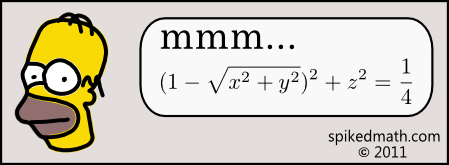 mmm...
(1 − √(x² + y²))² + z² = 1/4
spikedmath.com
© 2011